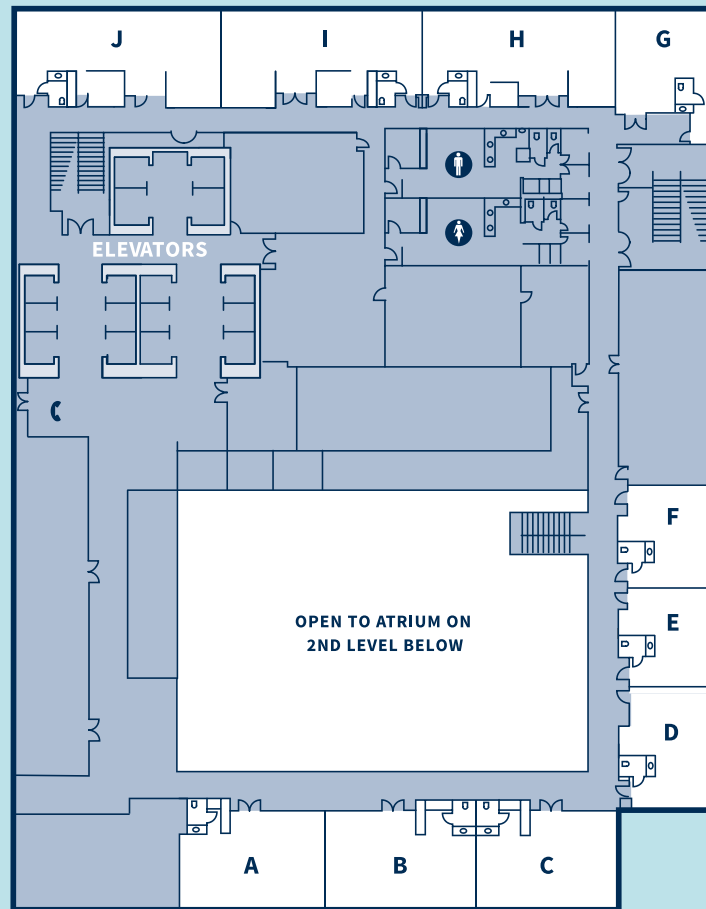 J
I
H
G
ELEVATORS
F
OPEN TO ATRIUM ON
2ND LEVEL BELOW
E
D
A
B
C